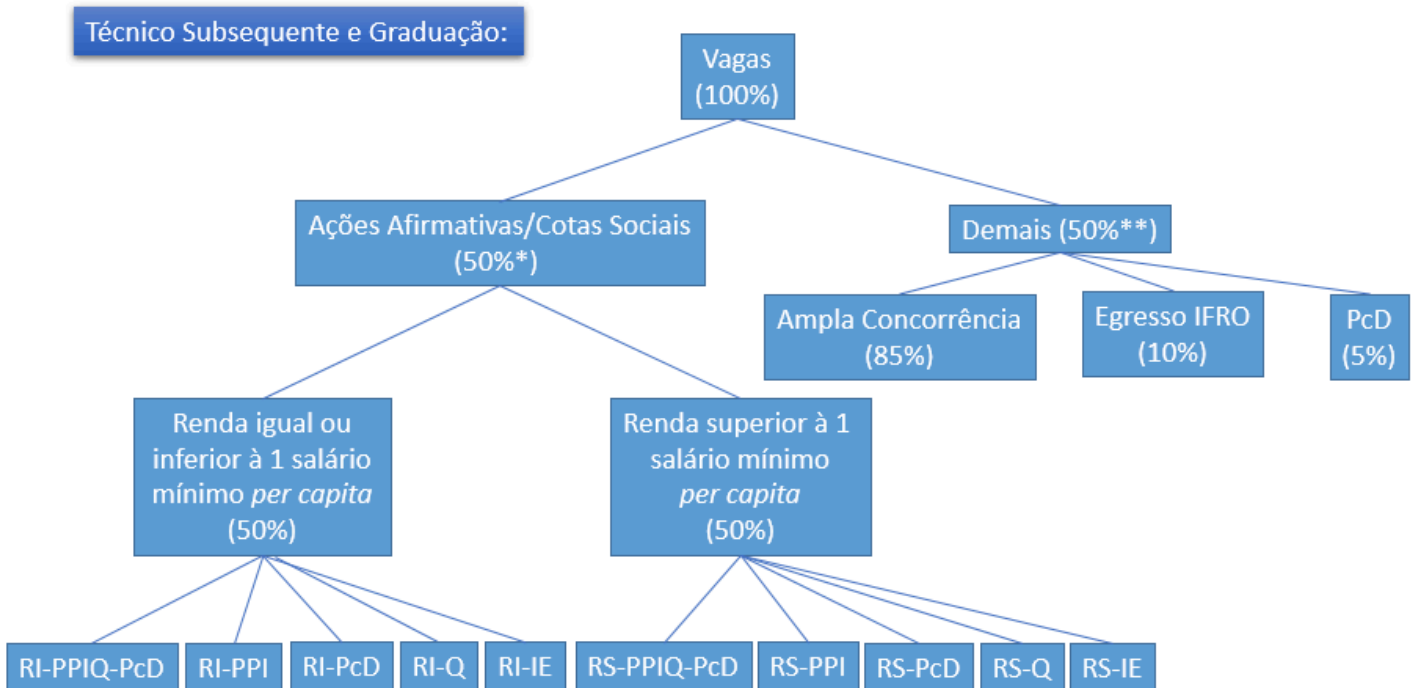 Técnico Subsequente e Graduação:
Vagas
(100%)
Ações Afirmativas/Cotas Sociais
(50%*)
Demais (50%**)
Ampla Concorrência
(85%)
Egresso IFRO
(10%)
PcD
(5%)
Renda igual ou
inferior à 1 salário
mínimo per capita
(50%)
Renda superior à 1
salário mínimo
per capita
(50%)
RI-PPIQ-PcD
RI-PPI
RI-PcD
RI-Q
RI-IE
RS-PPIQ-PcD
RS-PPI
RS-PcD
RS-Q
RS-IE